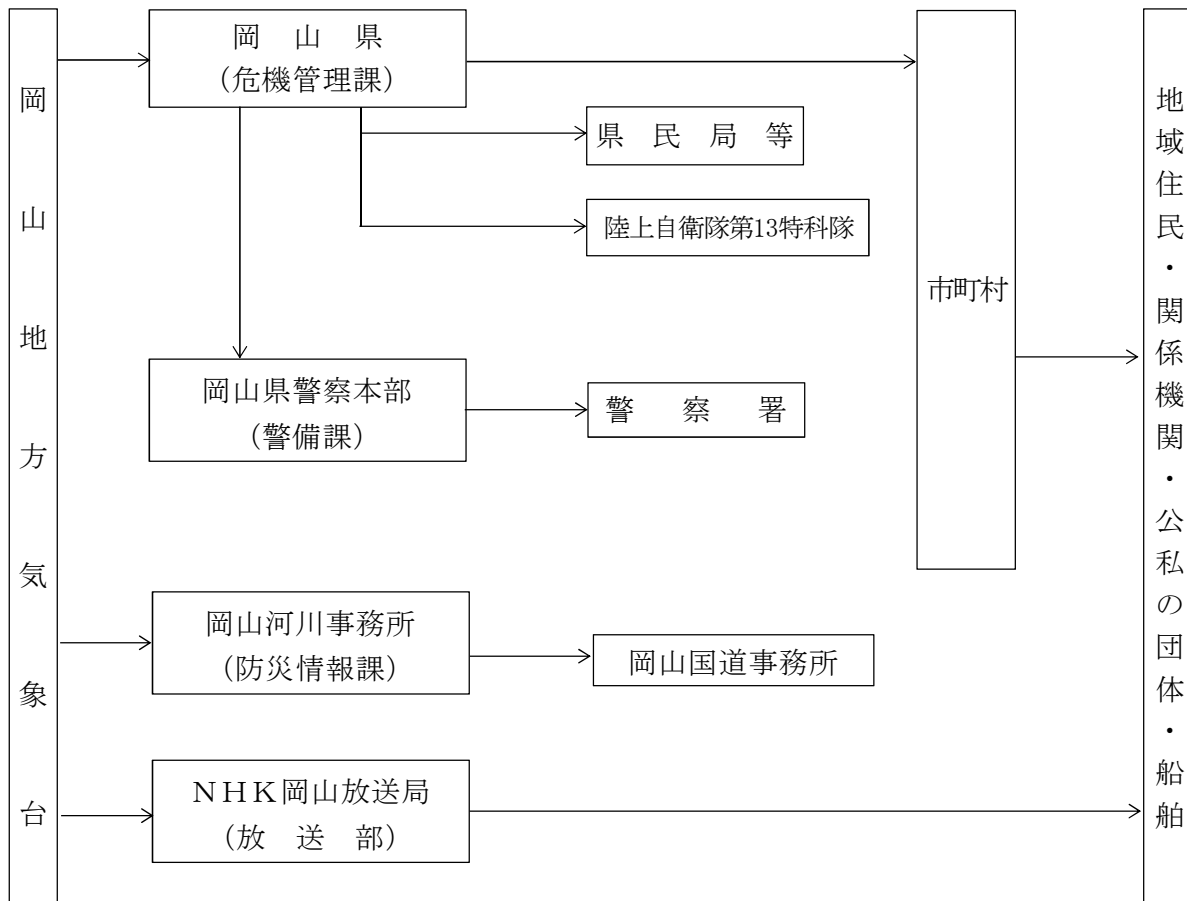 岡山地方気象台
岡山県
（危機管理課）
県民局等
陸上自衛隊第13特科隊
岡山県警察本部
（警備課）
警察署
岡山河川事務所
（防災情報課）
岡山国道事務所
ＮＨＫ岡山放送局
（放送部）
市町村
地域住民・関係機関・公私の団体・船舶